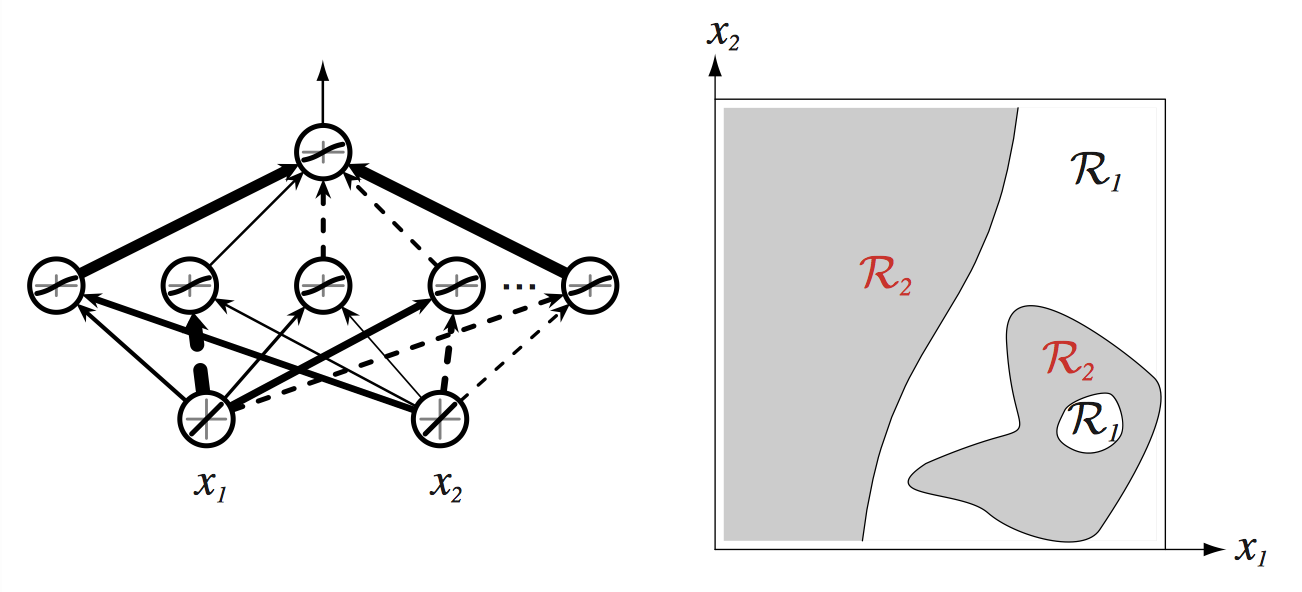 x₂
R₁
R₂
R₂
...
R₁
x₁ x₂
x₁